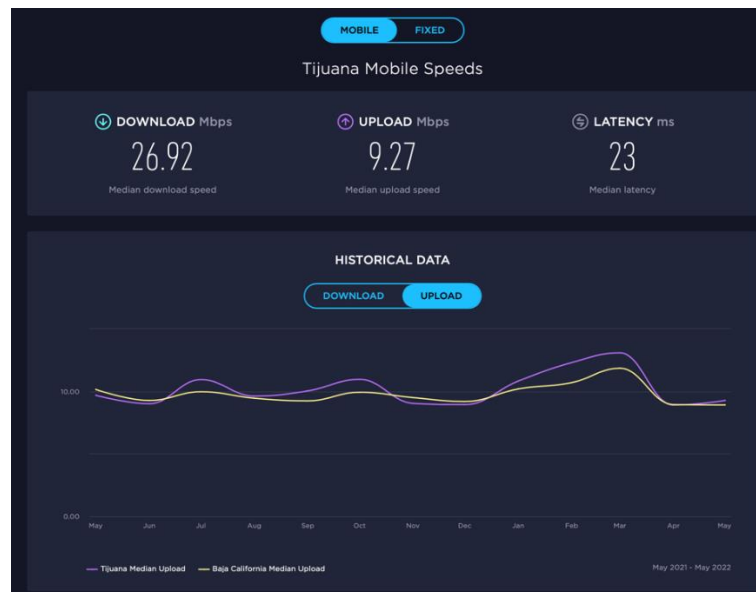 MOBILE FIXED
Tijuana Mobile Speeds
DOWNLOAD Mbps UPLOAD Mbps LATENCY ms
26.92 9.27 23
Median download speed Median upload speed Median latency
HISTORICAL DATA
DOWNLOAD UPLOAD
10.00
0.00
May Jun Jul Aug Sep Oct Nov Dec Jan Feb Mar Apr May
Tijuana Median Upload Baja California Median Upload May 2021 - May 2022